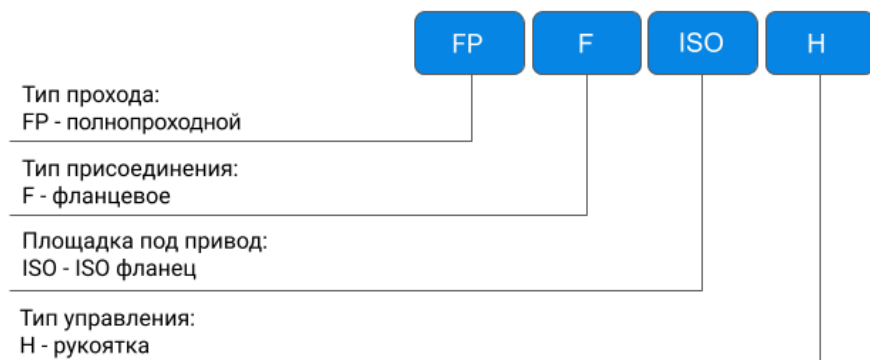 FP F ISO H
Тип прохода:
FP - полнопроходной
Тип присоединения:
F - фланцевое
Площадка под привод:
ISO - ISO фланец
Тип управления:
H - рукоятка